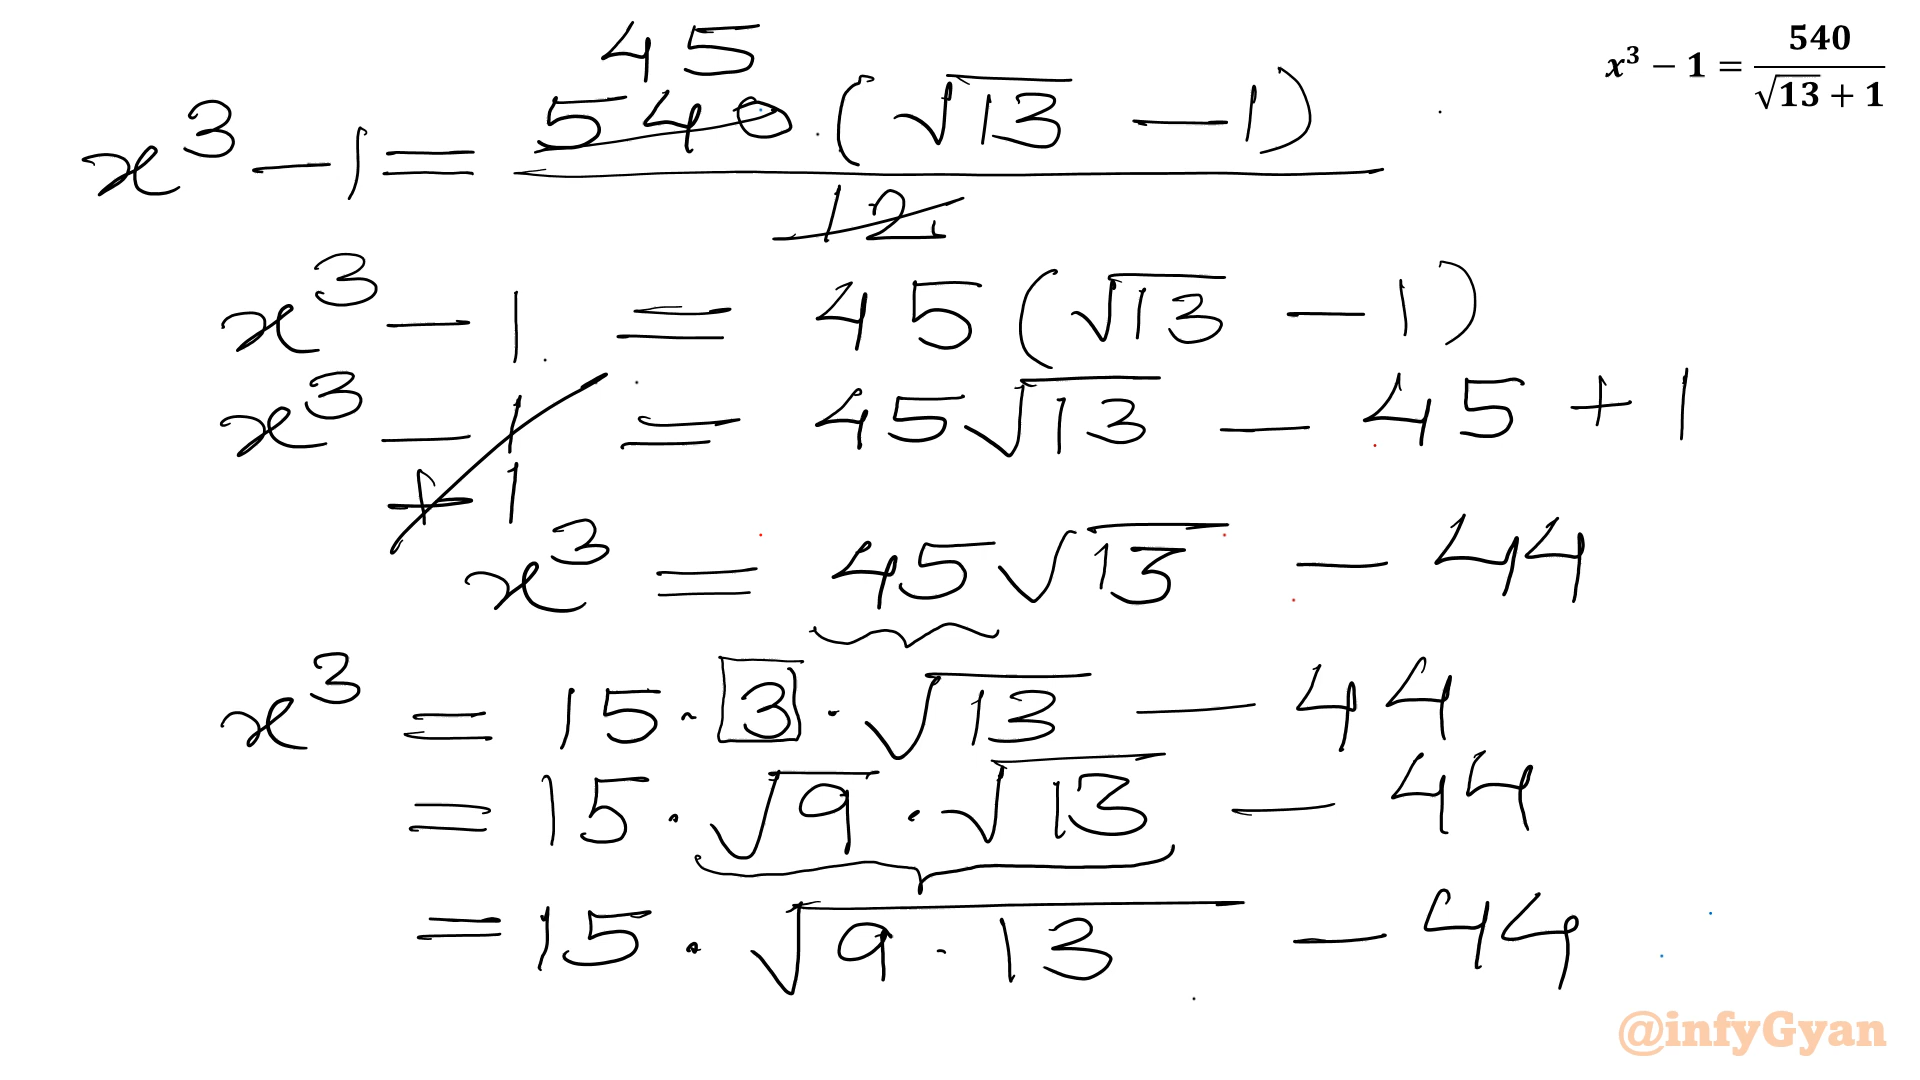 x³ − 1 = 540/(√13 + 1)
45
x³ − 1 = 540 · (√13 − 1) / 12
x³ − 1 = 45(√13 − 1)
x³ − 1 = 45√13 − 45 + 1
+ 1
x³ = 45√13 − 44
x³ = 15 · 3 · √13 − 44
= 15 · √9 · √13 − 44
= 15 · √(9 · 13) − 44
@infyGyan